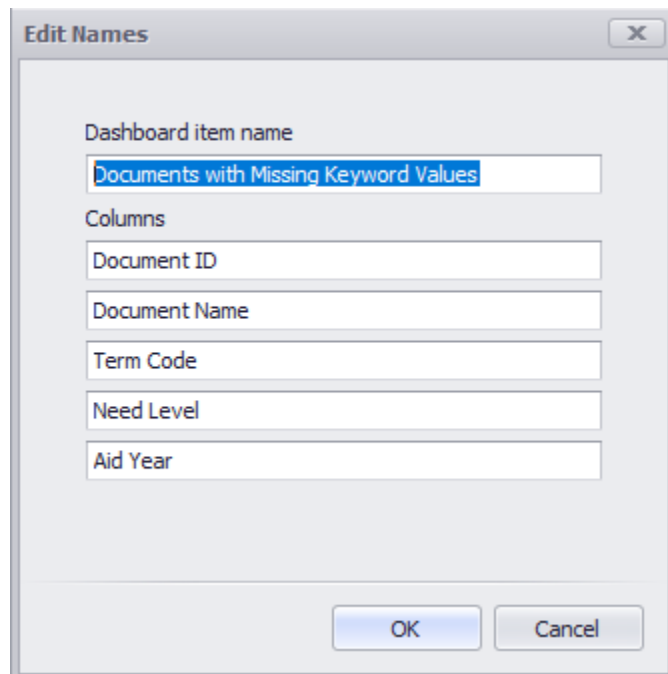 Edit Names
Dashboard item name
Documents with Missing Keyword Values
Columns
Document ID
Document Name
Term Code
Need Level
Aid Year
OK
Cancel